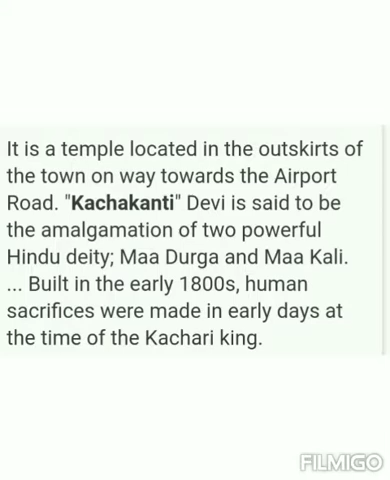 It is a temple located in the outskirts of
the town on way towards the Airport
Road. "Kachakanti" Devi is said to be
the amalgamation of two powerful
Hindu deity; Maa Durga and Maa Kali.
... Built in the early 1800s, human
sacrifices were made in early days at
the time of the Kachari king.
FILMIGO